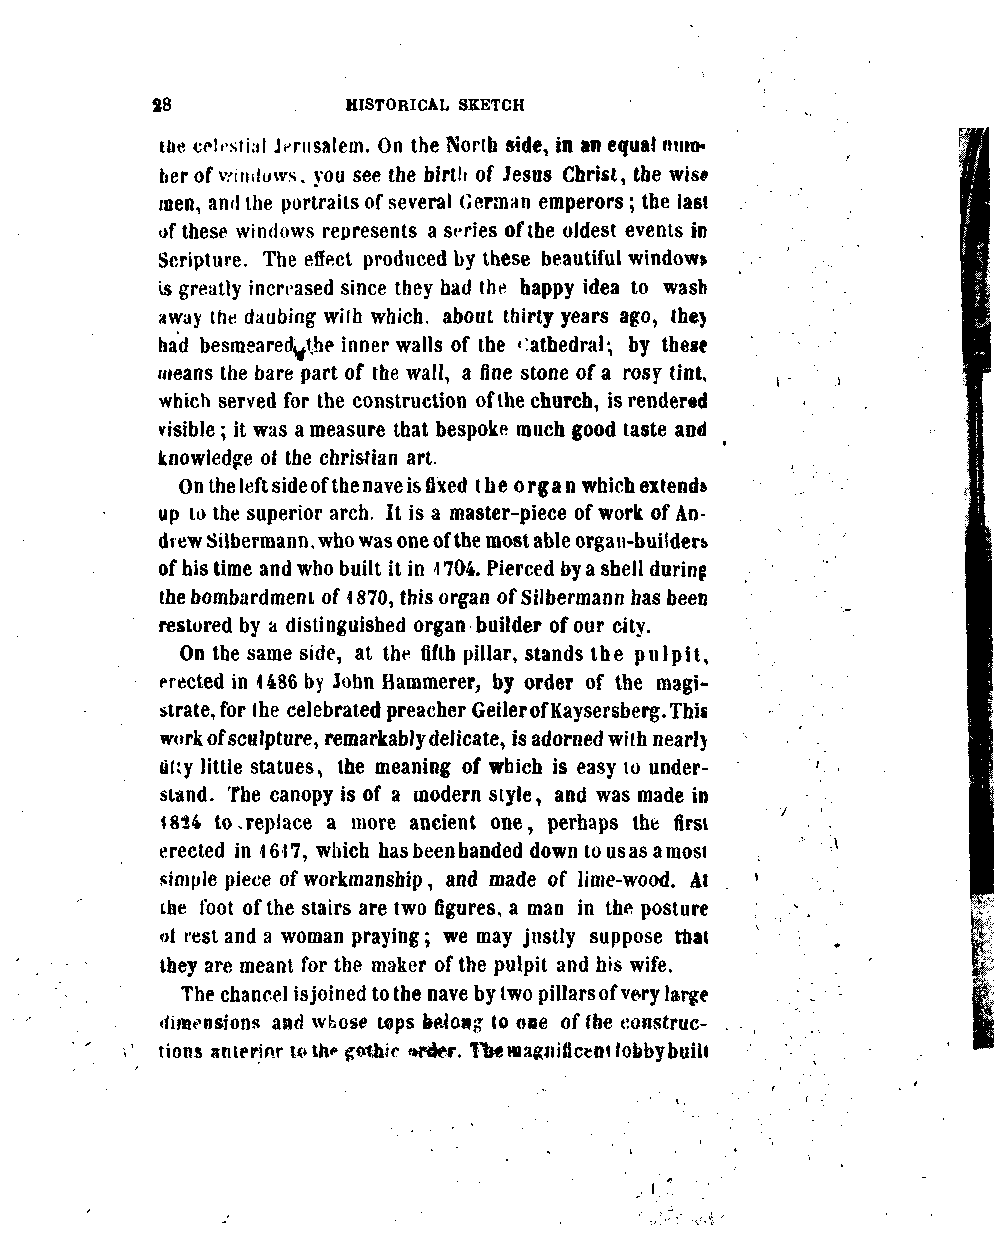 28 HISTORICAL SKETCH
the celestial Jerusalem. On the North side, in an equal num-
ber of windows, you see the birth of Jesus Christ, the wise
men, and the portraits of several German emperors; the last
of these windows represents a series of the oldest events in
Scripture. The effect produced by these beautiful windows
is greatly increased since they had the happy idea to wash
away the daubing with which, about thirty years ago, they
had besmeared the inner walls of the Cathedral; by these
means the bare part of the wall, a fine stone of a rosy tint,
which served for the construction of the church, is rendered
visible; it was a measure that bespoke much good taste and
knowledge of the christian art.
On the left side of the nave is fixed the organ which extends
up to the superior arch. It is a master-piece of work of An-
drew Silbermann, who was one of the most able organ-builders
of his time and who built it in 1704. Pierced by a shell during
the bombardment of 1870, this organ of Silbermann has been
restored by a distinguished organ builder of our city.
On the same side, at the fifth pillar, stands the pulpit,
erected in 1486 by John Hammerer, by order of the magi-
strate, for the celebrated preacher Geiler of Kaysersberg. This
work of sculpture, remarkably delicate, is adorned with nearly
fifty little statues, the meaning of which is easy to under-
stand. The canopy is of a modern style, and was made in
1824 to replace a more ancient one, perhaps the first
erected in 1617, which has been handed down to us as a most
simple piece of workmanship, and made of lime-wood. At
the foot of the stairs are two figures, a man in the posture
of rest and a woman praying; we may justly suppose that
they are meant for the maker of the pulpit and his wife.
The chancel is joined to the nave by two pillars of very large
dimensions and whose tops belong to one of the construc-
tions anterior to the gothic order. The magnificent lobby built